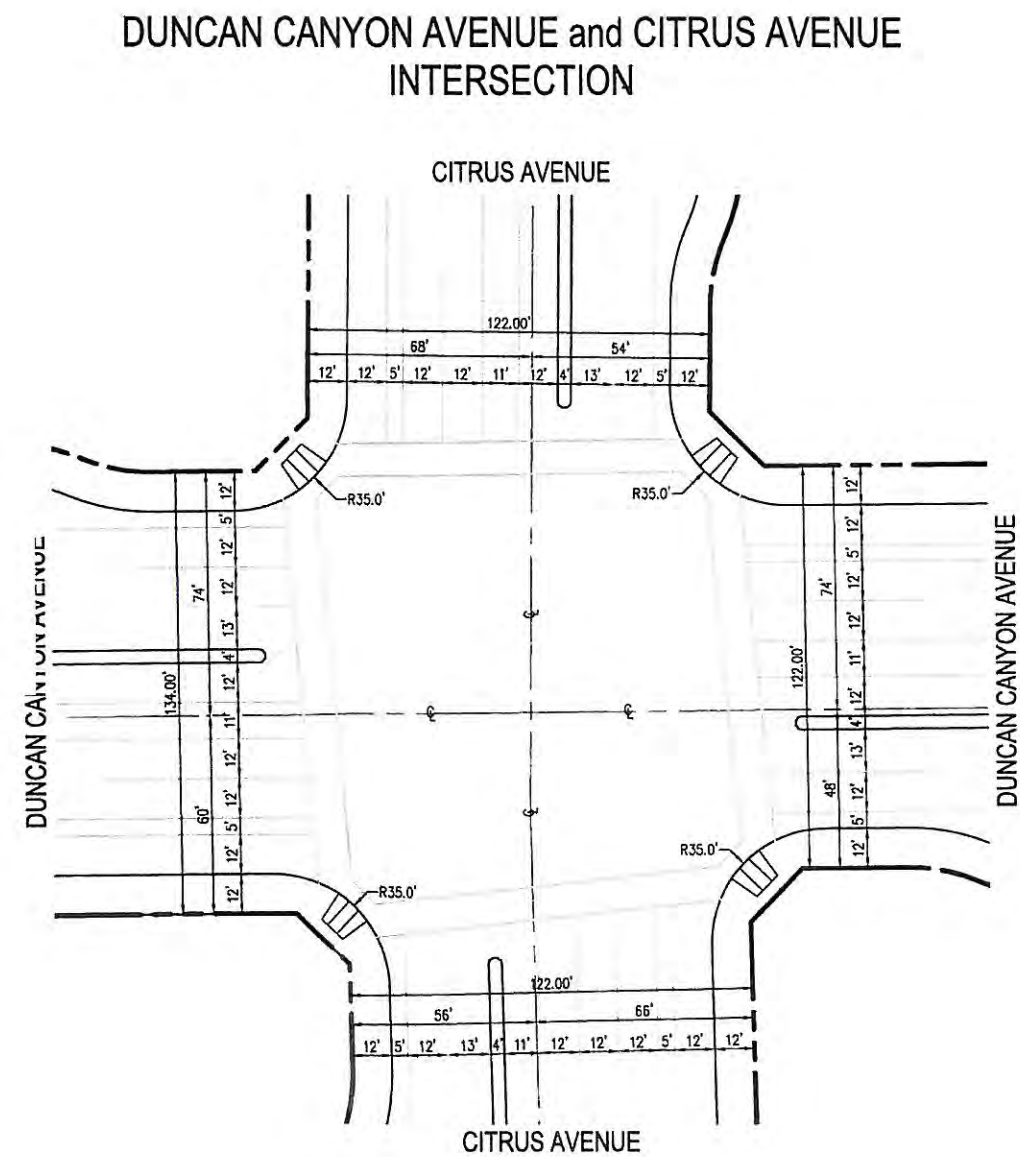 DUNCAN CANYON AVENUE and CITRUS AVENUE
INTERSECTION
CITRUS AVENUE
122.00'
68' 54'
12' 12' 5' 12' 12' 11' 12' 4' 13' 12' 5' 12'
R35.0' R35.0'
DUNCAN CANYON AVENUE
134.00'
74' 60'
12' 5' 12' 12' 13' 4' 12' 11' 12' 12' 5' 12' 12'
℄ ℄ ℄ ℄
122.00'
74' 48'
12' 12' 5' 12' 12' 11' 12' 4' 13' 12' 5' 12'
DUNCAN CANYON AVENUE
R35.0' R35.0'
122.00'
56' 66'
12' 5' 12' 13' 4' 11' 12' 12' 12' 5' 12' 12'
CITRUS AVENUE